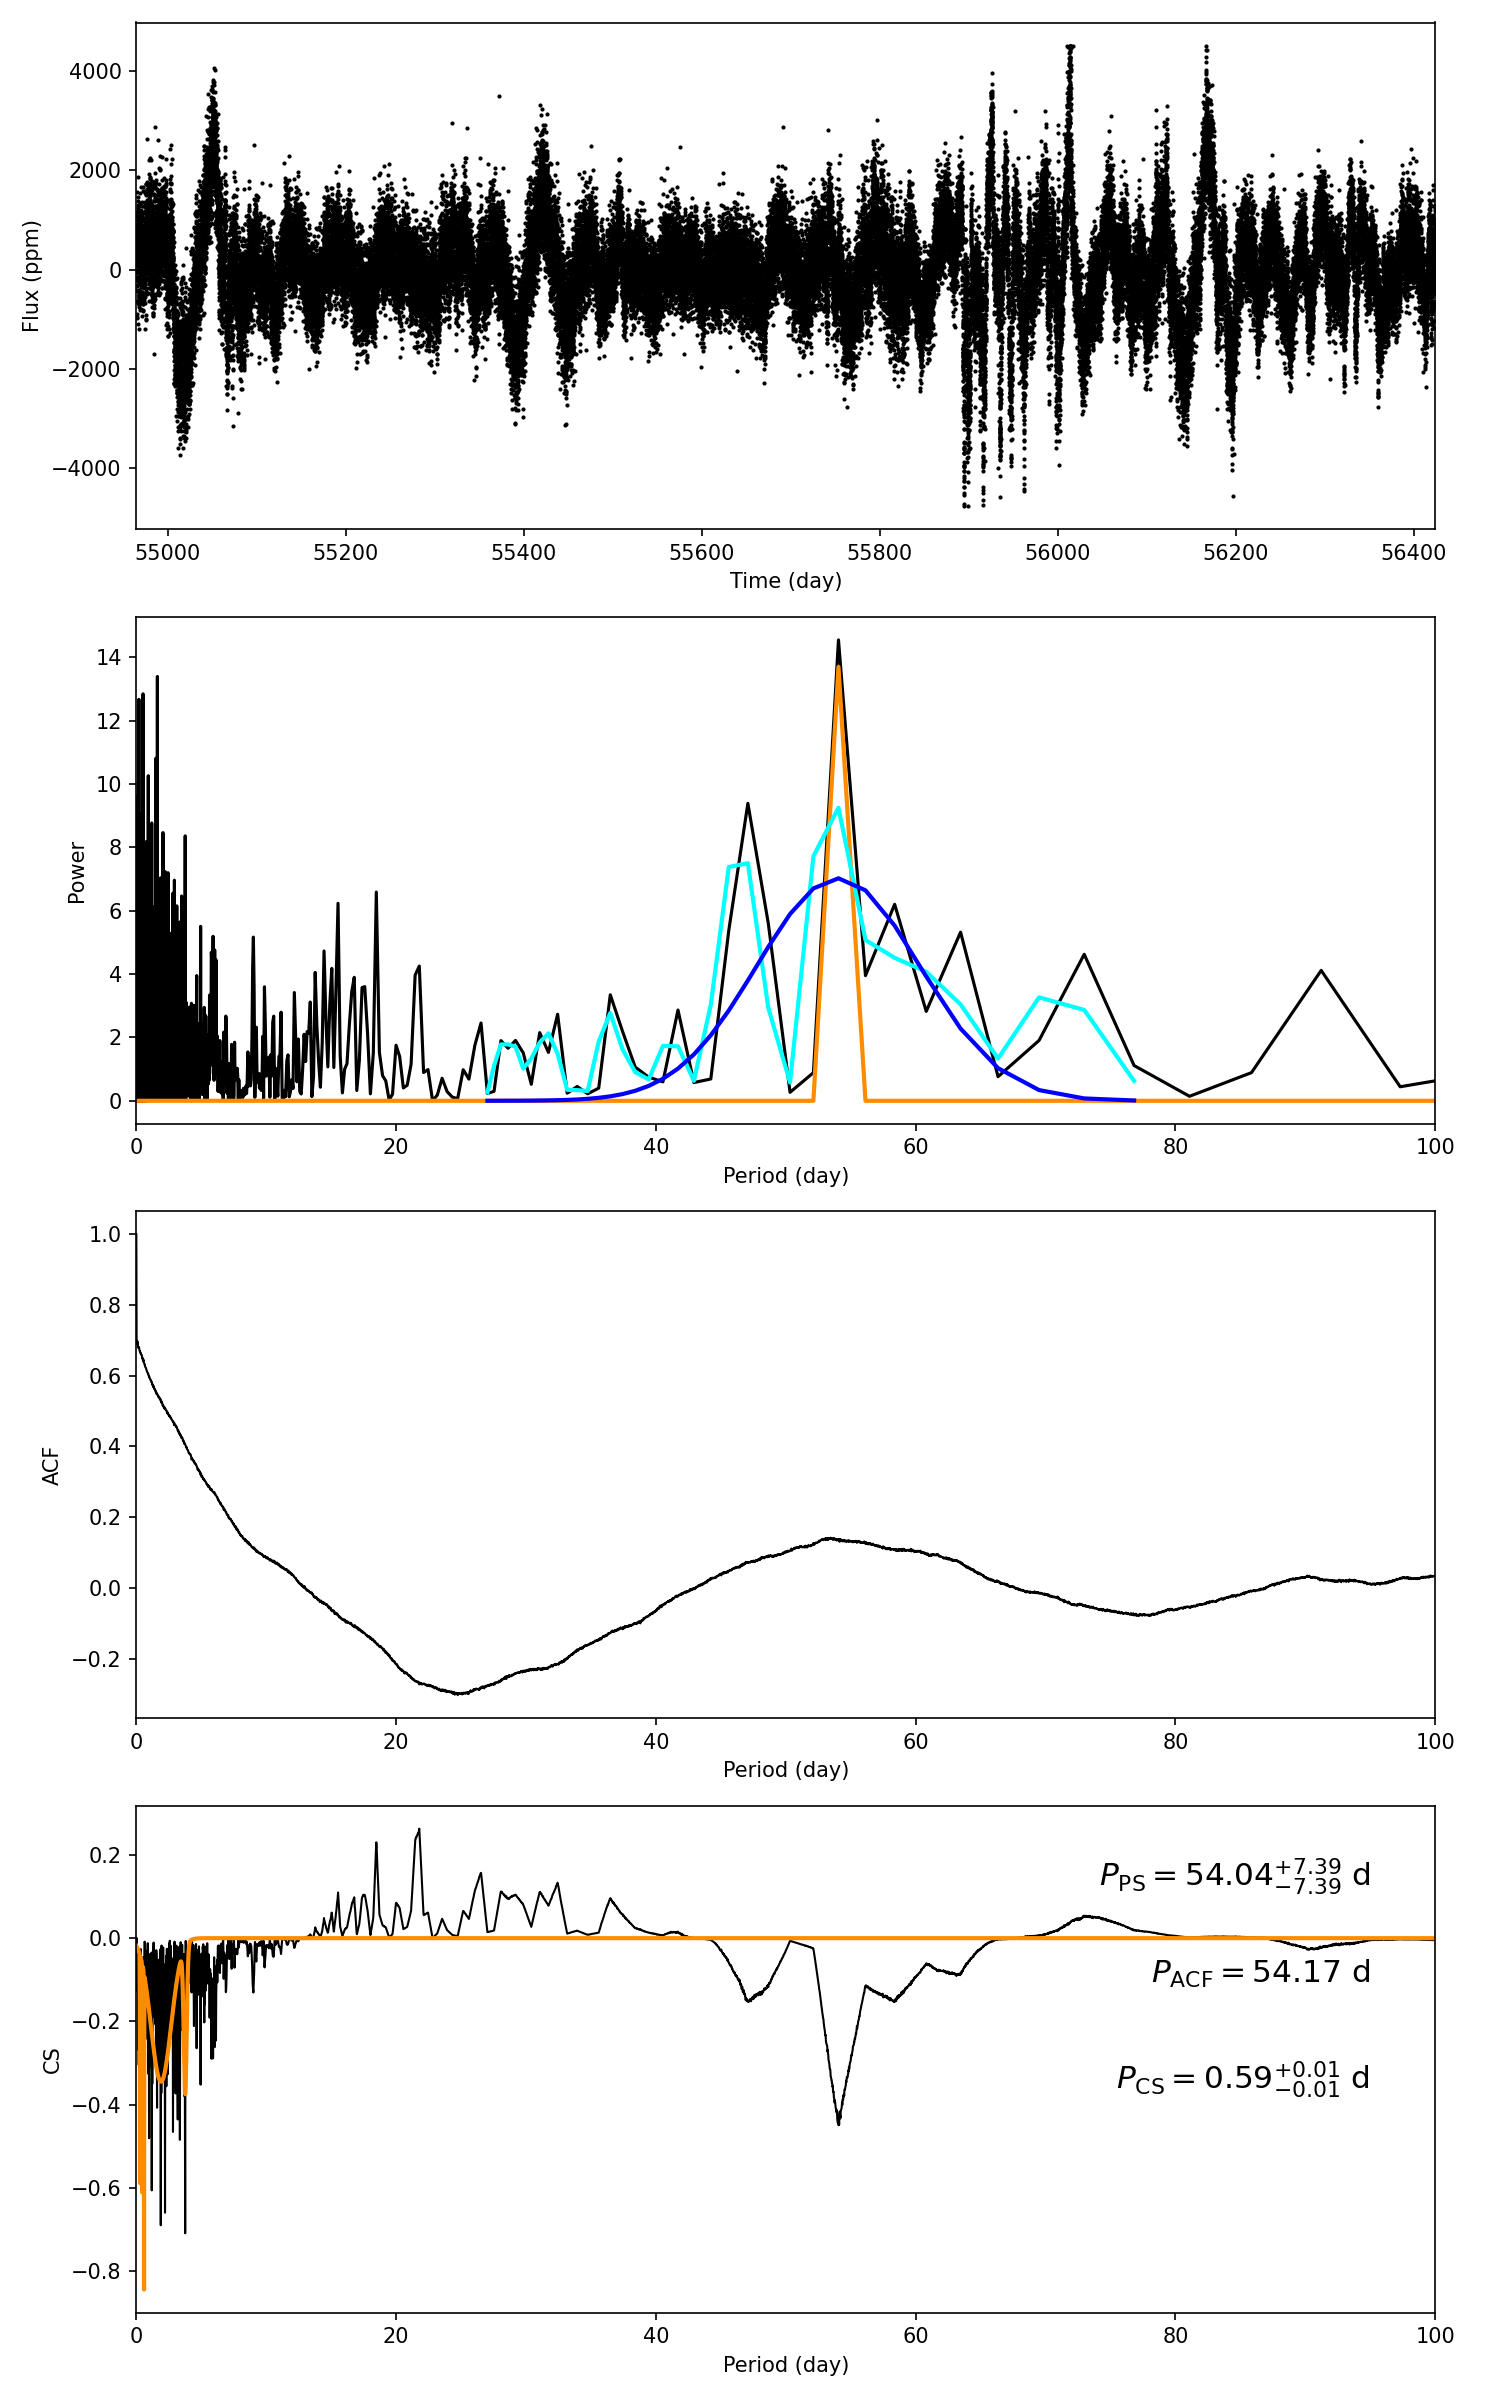 4000
2000
0
−2000
−4000
Flux (ppm)
55000 55200 55400 55600 55800 56000 56200 56400
Time (day)
14
12
10
8
6
4
2
0
Power
0 20 40 60 80 100
Period (day)
1.0
0.8
0.6
0.4
0.2
0.0
−0.2
ACF
0 20 40 60 80 100
Period (day)
0.2
0.0
−0.2
−0.4
−0.6
−0.8
CS
P_PS = 54.04^{+7.39}_{−7.39} d
P_ACF = 54.17 d
P_CS = 0.59^{+0.01}_{−0.01} d
0 20 40 60 80 100
Period (day)